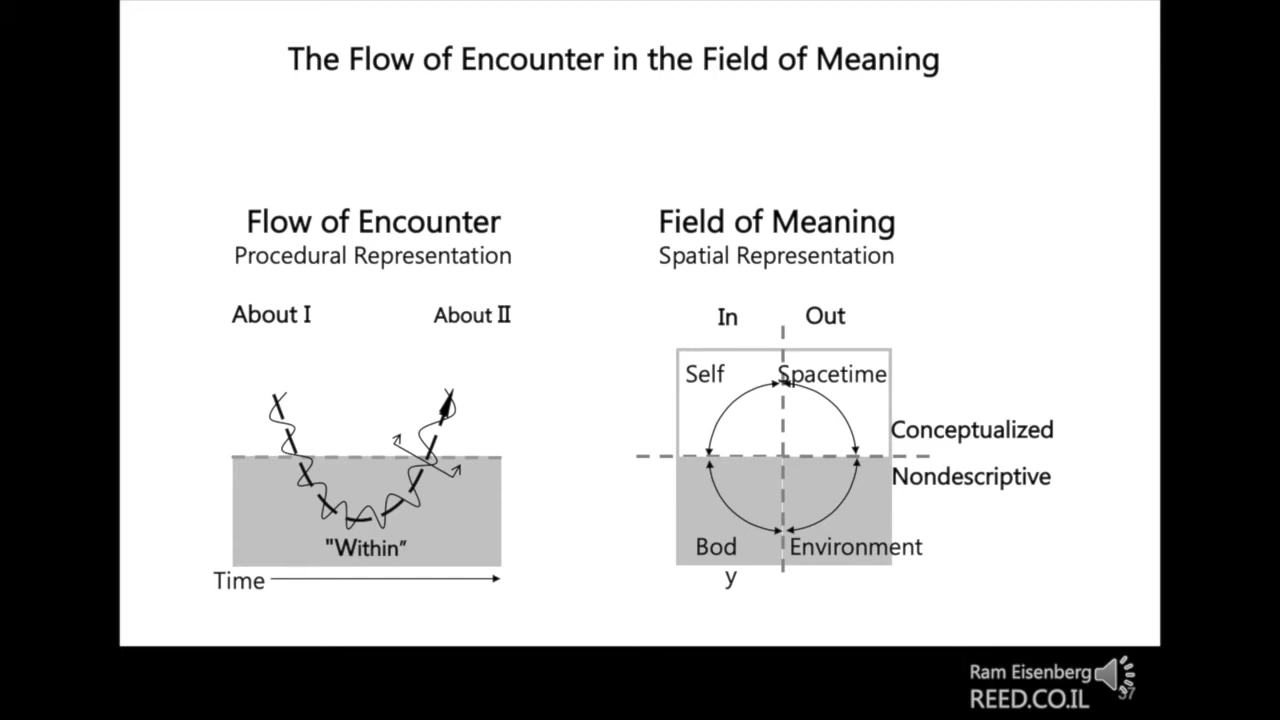 The Flow of Encounter in the Field of Meaning
Flow of Encounter
Procedural Representation
About I
About II
"Within”
Time
Field of Meaning
Spatial Representation
In
Out
Self
Spacetime
Conceptualized
Nondescriptive
Bod
y
Environment
Ram Eisenberg
37
REED.CO.IL